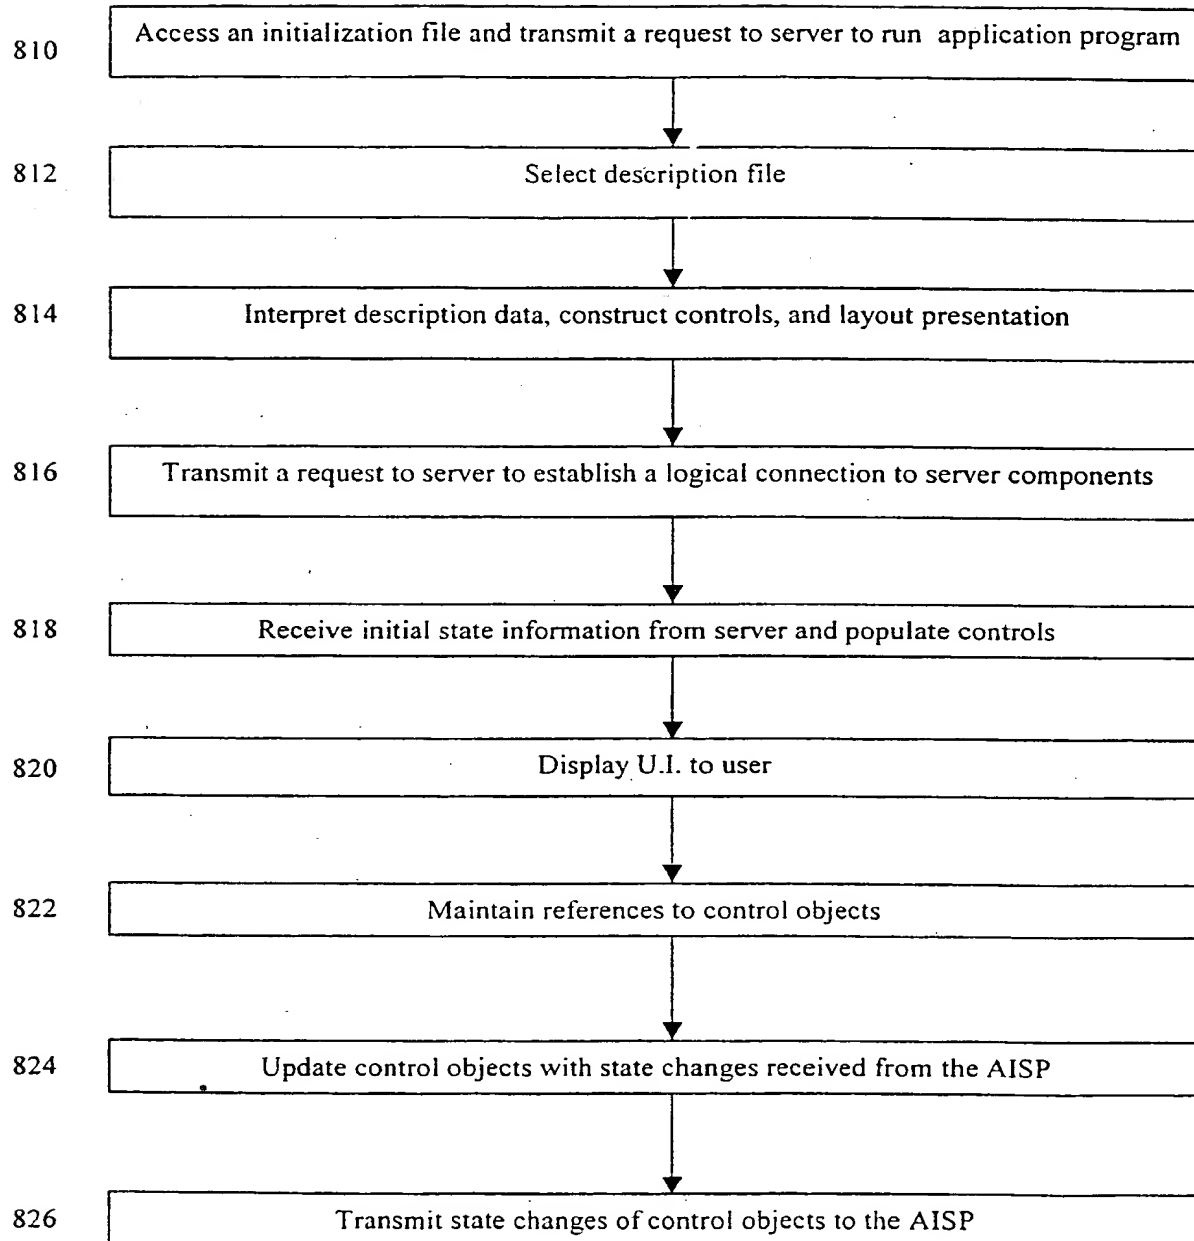 810 Access an initialization file and transmit a request to server to run application program
812 Select description file
814 Interpret description data, construct controls, and layout presentation
816 Transmit a request to server to establish a logical connection to server components
818 Receive initial state information from server and populate controls
820 Display U.I. to user
822 Maintain references to control objects
824 Update control objects with state changes received from the AISP
826 Transmit state changes of control objects to the AISP